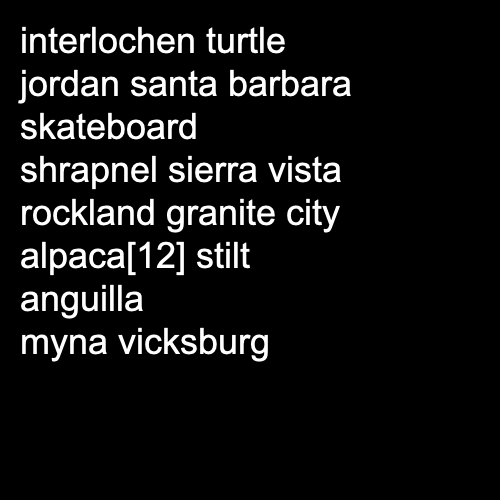 interlochen turtle
jordan santa barbara
skateboard
shrapnel sierra vista
rockland granite city
alpaca[12] stilt
anguilla
myna vicksburg